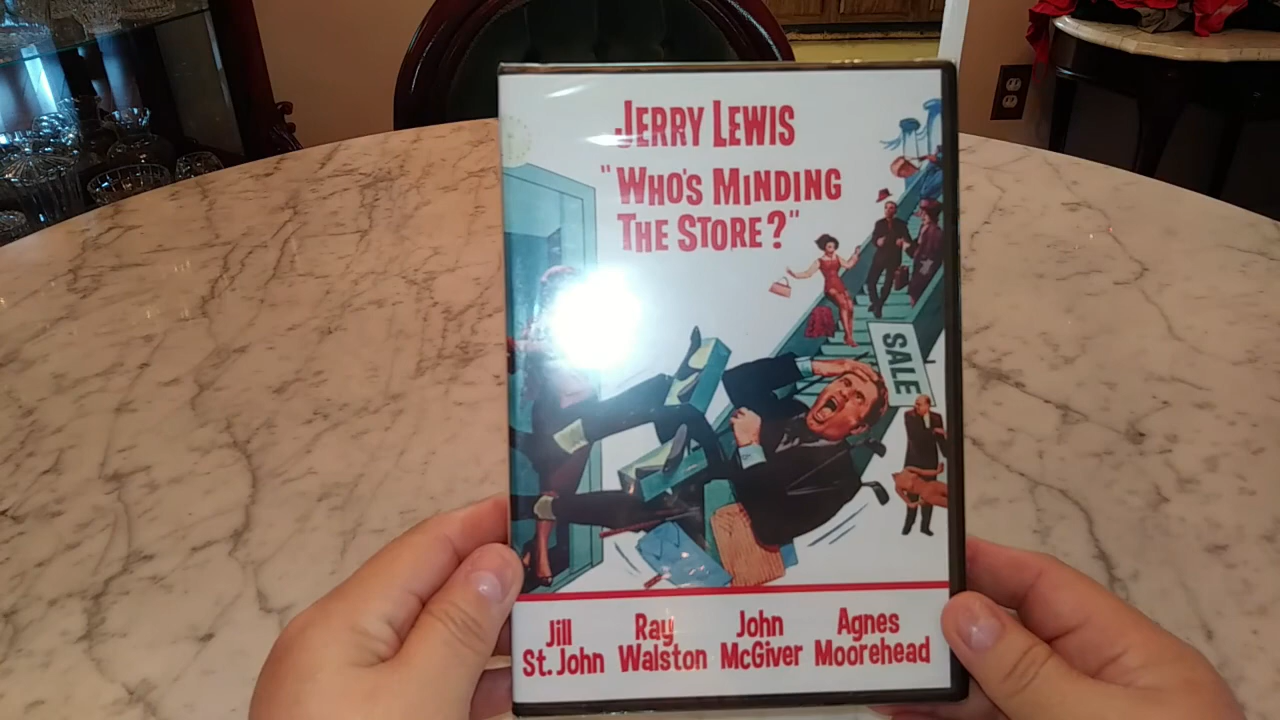 JERRY LEWIS
"WHO'S MINDING
THE STORE?"
SALE
Jill Ray John Agnes
St. John Walston McGiver Moorehead